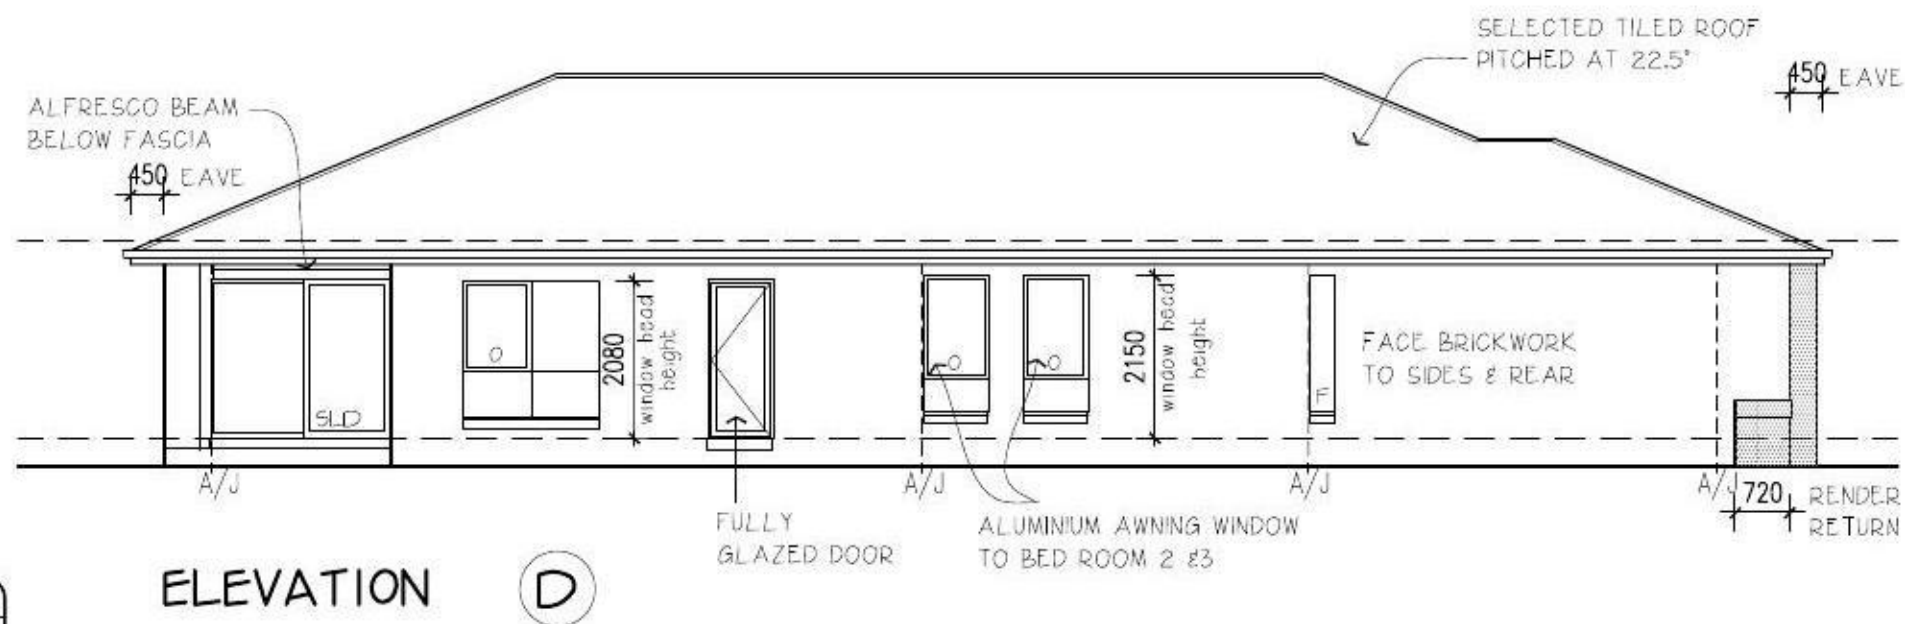 SELECTED TILED ROOF
PITCHED AT 22.5°
450 EAVE
ALFRESCO BEAM
BELOW FASCIA
450 EAVE
SLD
O
2080
window head
height
O
O
2150
window head
height
F
FACE BRICKWORK
TO SIDES & REAR
A/J
A/J
A/J
A/J
720 RENDER
RETURN
FULLY
GLAZED DOOR
ALUMINIUM AWNING WINDOW
TO BED ROOM 2 &3
ELEVATION D